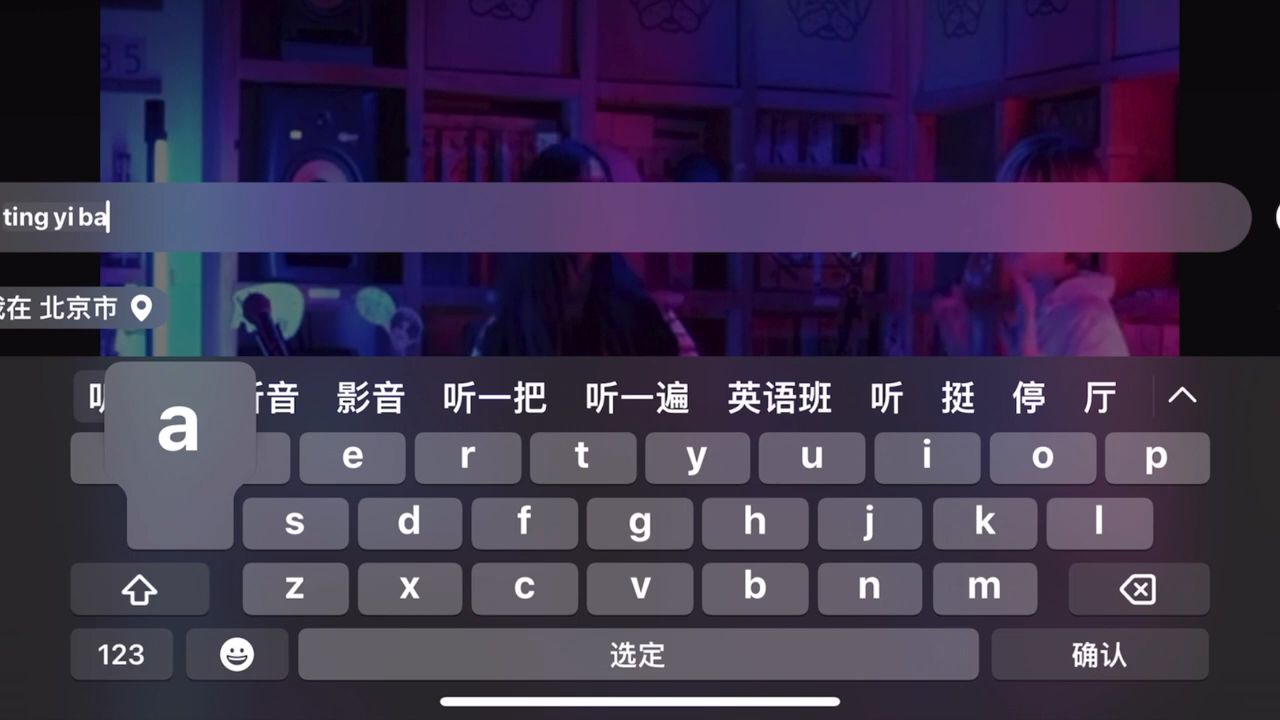 85
ting yi ba
在 北京市
a
音 影音 听一把 听一遍 英语班 听 挺 停 厅
e r t y u i o p
s d f g h j k l
z x c v b n m
123 选定 确认